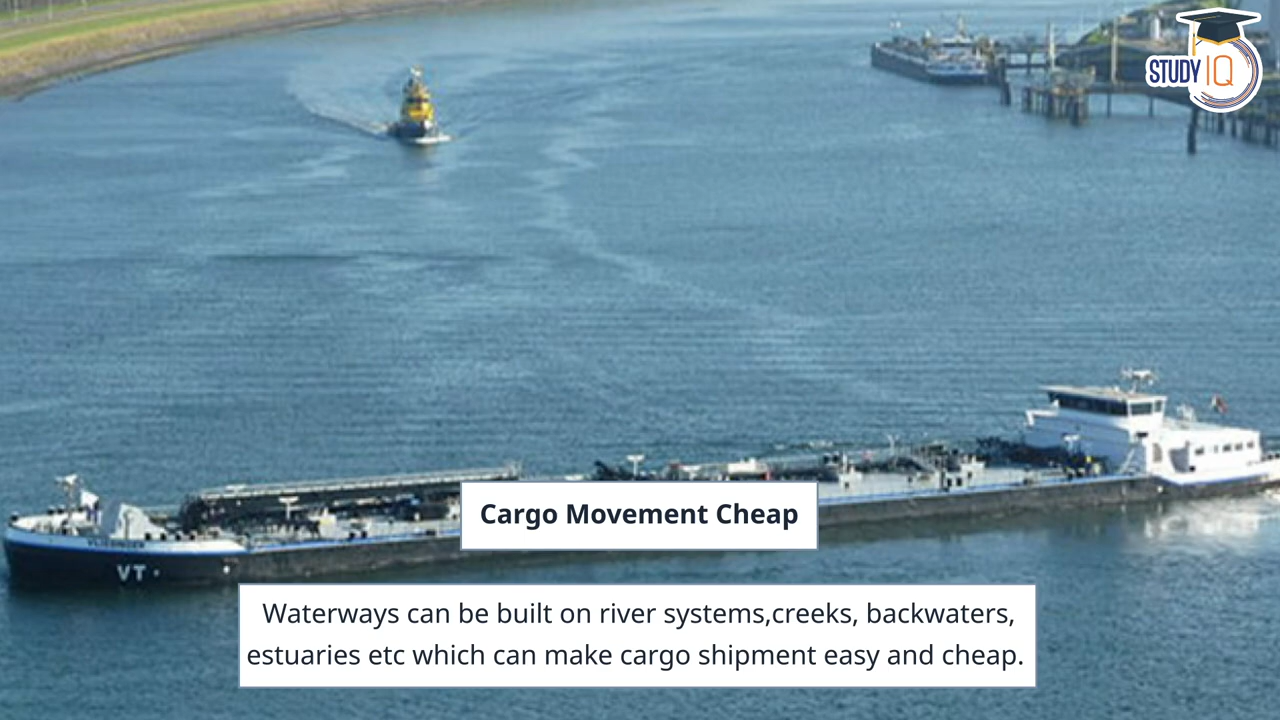 STUDY IQ
Cargo Movement Cheap
VT
Waterways can be built on river systems,creeks, backwaters,
estuaries etc which can make cargo shipment easy and cheap.